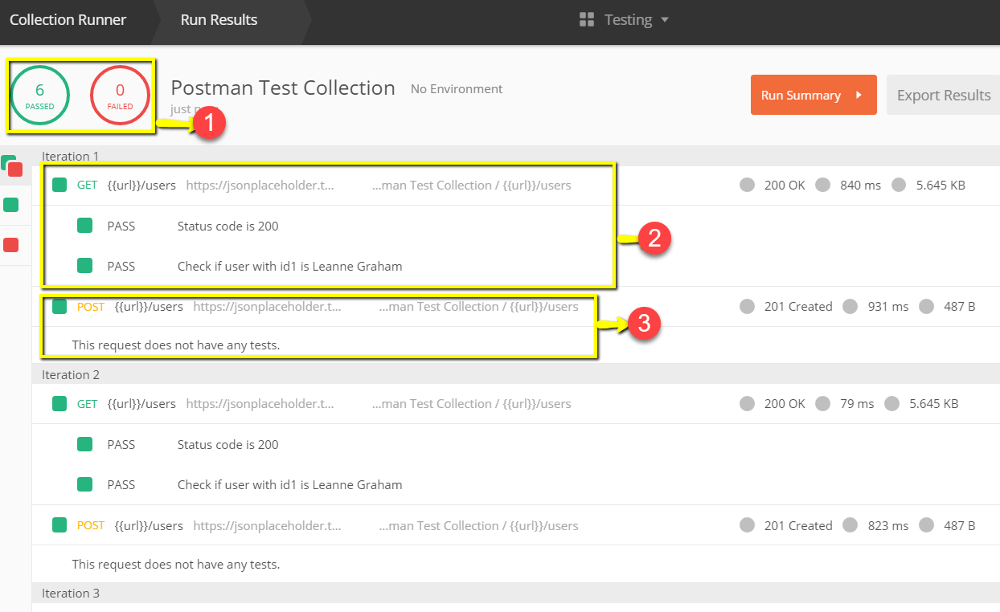 Collection Runner Run Results Testing
6 PASSED 0 FAILED
Postman Test Collection No Environment
just
1
Run Summary Export Results
Iteration 1
GET {{url}}/users https://jsonplaceholder.t... ...man Test Collection / {{url}}/users 200 OK 840 ms 5.645 KB
PASS Status code is 200
2
PASS Check if user with id1 is Leanne Graham
POST {{url}}/users https://jsonplaceholder.t... ...man Test Collection / {{url}}/users 201 Created 931 ms 487 B
3
This request does not have any tests.
Iteration 2
GET {{url}}/users https://jsonplaceholder.t... ...man Test Collection / {{url}}/users 200 OK 79 ms 5.645 KB
PASS Status code is 200
PASS Check if user with id1 is Leanne Graham
POST {{url}}/users https://jsonplaceholder.t... ...man Test Collection / {{url}}/users 201 Created 823 ms 487 B
This request does not have any tests.
Iteration 3